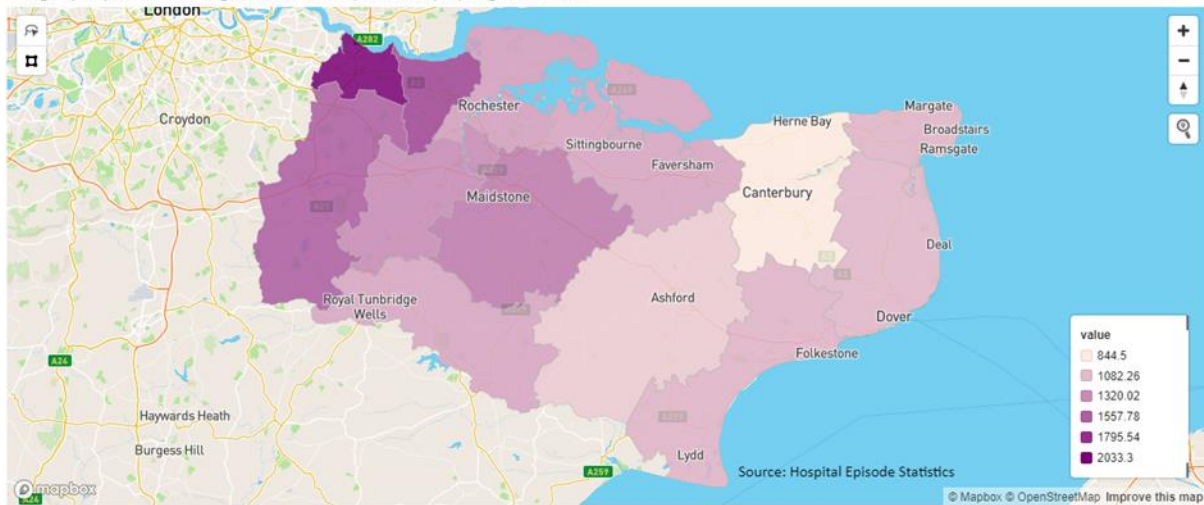 London
A282
Croydon
Rochester
Sittingbourne
Faversham
Maidstone
A21
Herne Bay
Margate
Broadstairs
Ramsgate
Canterbury
Deal
Ashford
Royal Tunbridge
Wells
Dover
Folkestone
A24
Haywards Heath
Burgess Hill
A259
Lydd
Source: Hospital Episode Statistics
value
844.5
1082.26
1320.02
1557.78
1795.54
2033.3
mapbox
A24
© Mapbox © OpenStreetMap Improve this map